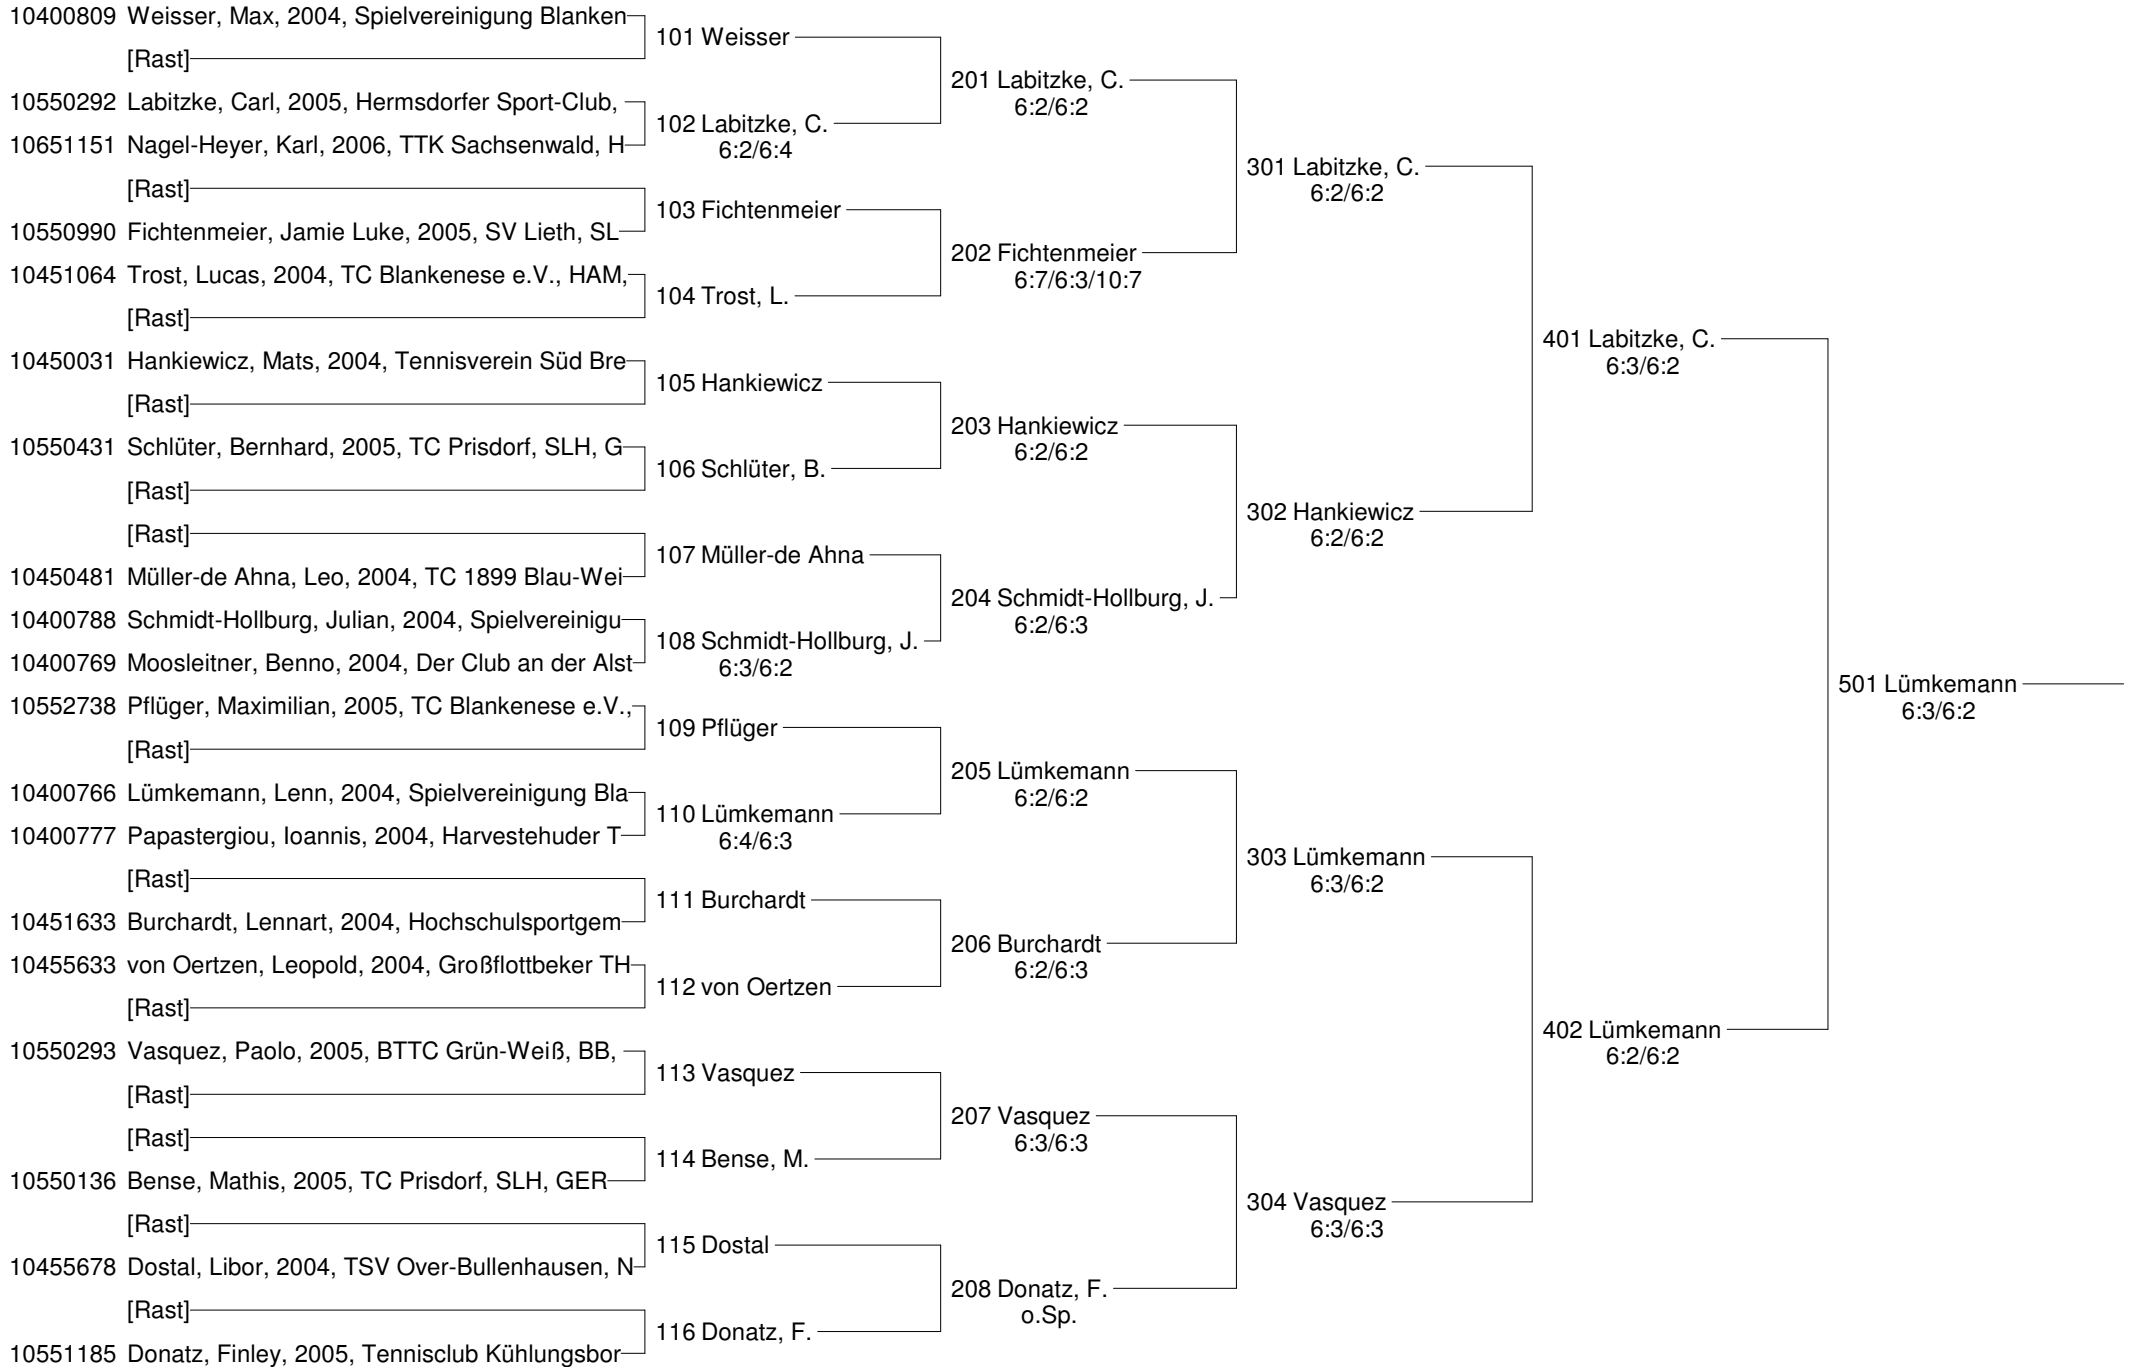 10400809 Weisser, Max, 2004, Spielvereinigung Blanken
[Rast]
10550292 Labitzke, Carl, 2005, Hermsdorfer Sport-Club,
10651151 Nagel-Heyer, Karl, 2006, TTK Sachsenwald, H
[Rast]
10550990 Fichtenmeier, Jamie Luke, 2005, SV Lieth, SL
10451064 Trost, Lucas, 2004, TC Blankenese e.V., HAM,
[Rast]
10450031 Hankiewicz, Mats, 2004, Tennisverein Süd Bre
[Rast]
10550431 Schlüter, Bernhard, 2005, TC Prisdorf, SLH, G
[Rast]
[Rast]
10450481 Müller-de Ahna, Leo, 2004, TC 1899 Blau-Wei
10400788 Schmidt-Hollburg, Julian, 2004, Spielvereinigu
10400769 Moosleitner, Benno, 2004, Der Club an der Alst
10552738 Pflüger, Maximilian, 2005, TC Blankenese e.V.,
[Rast]
10400766 Lümkemann, Lenn, 2004, Spielvereinigung Bla
10400777 Papastergiou, Ioannis, 2004, Harvestehuder T
[Rast]
10451633 Burchardt, Lennart, 2004, Hochschulsportgem
10455633 von Oertzen, Leopold, 2004, Großflottbeker TH
[Rast]
10550293 Vasquez, Paolo, 2005, BTTC Grün-Weiß, BB,
[Rast]
[Rast]
10550136 Bense, Mathis, 2005, TC Prisdorf, SLH, GER
[Rast]
10455678 Dostal, Libor, 2004, TSV Over-Bullenhausen, N
[Rast]
10551185 Donatz, Finley, 2005, Tennisclub Kühlungsbor
101 Weisser
102 Labitzke, C.
6:2/6:4
103 Fichtenmeier
104 Trost, L.
105 Hankiewicz
106 Schlüter, B.
107 Müller-de Ahna
108 Schmidt-Hollburg, J.
6:3/6:2
109 Pflüger
110 Lümkemann
6:4/6:3
111 Burchardt
112 von Oertzen
113 Vasquez
114 Bense, M.
115 Dostal
116 Donatz, F.
201 Labitzke, C.
6:2/6:2
202 Fichtenmeier
6:7/6:3/10:7
203 Hankiewicz
6:2/6:2
204 Schmidt-Hollburg, J.
6:2/6:3
205 Lümkemann
6:2/6:2
206 Burchardt
6:2/6:3
207 Vasquez
6:3/6:3
208 Donatz, F.
o.Sp.
301 Labitzke, C.
6:2/6:2
302 Hankiewicz
6:2/6:2
303 Lümkemann
6:3/6:2
304 Vasquez
6:3/6:3
401 Labitzke, C.
6:3/6:2
402 Lümkemann
6:2/6:2
501 Lümkemann
6:3/6:2